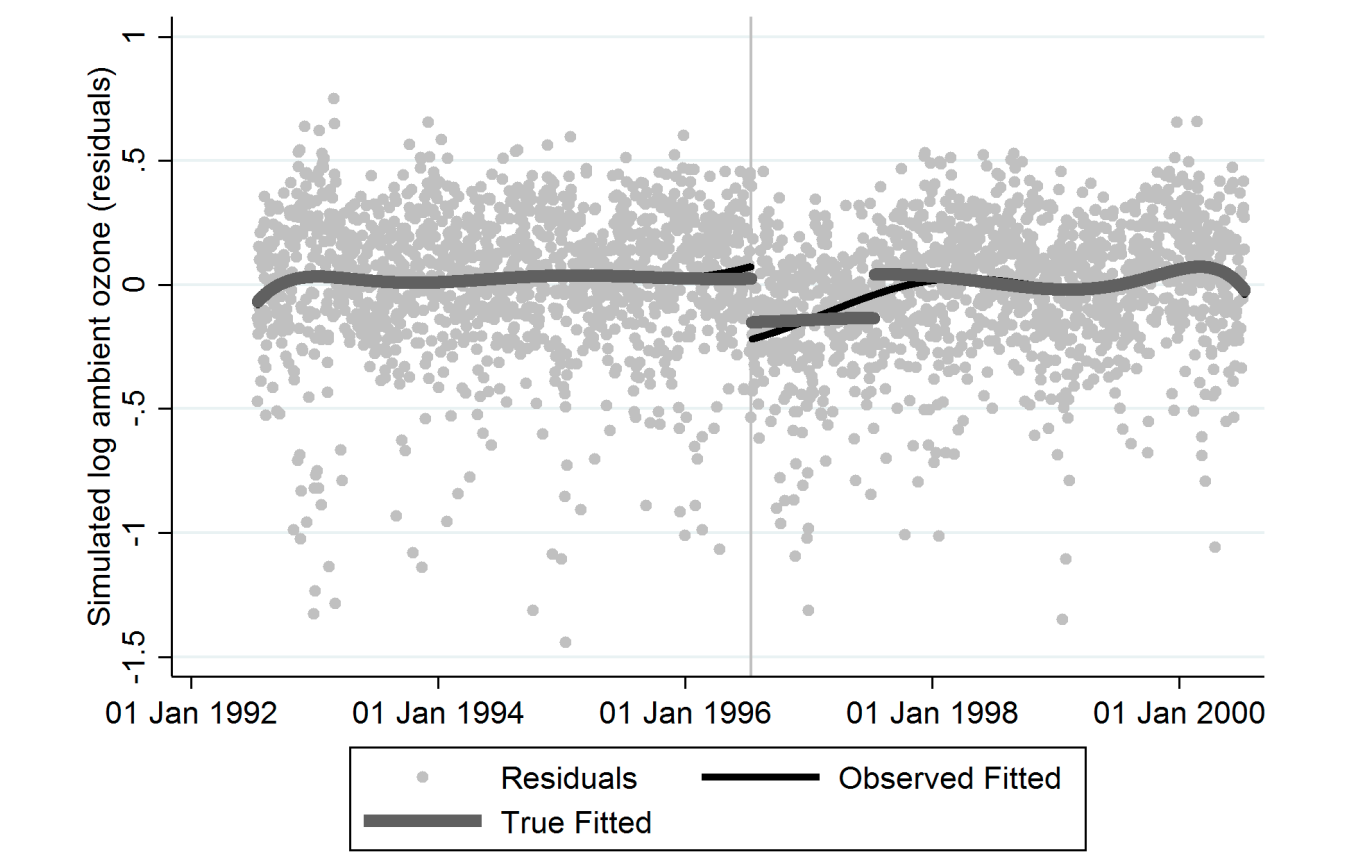 Simulated log ambient ozone (residuals)
1
.5
0
-.5
-1
-1.5
01 Jan 1992 01 Jan 1994 01 Jan 1996 01 Jan 1998 01 Jan 2000
Residuals Observed Fitted
True Fitted